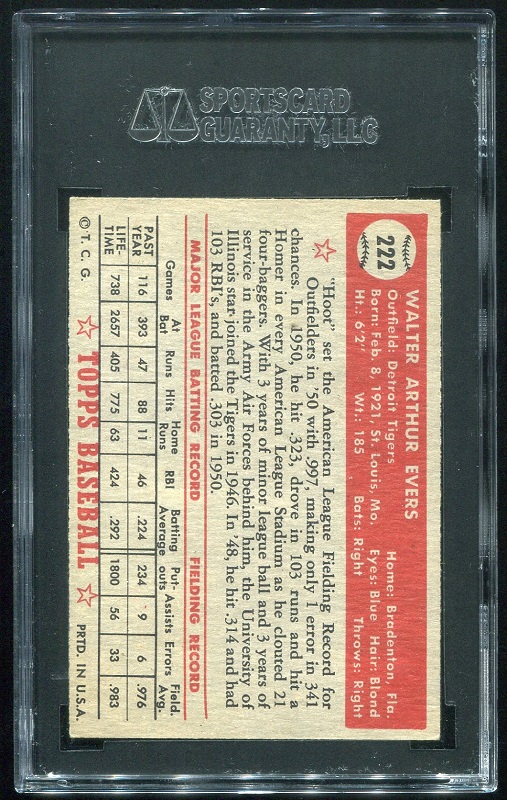 SPORTSCARD
GUARANTY, LLC
222
WALTER ARTHUR EVERS
Outfield: Detroit Tigers Home: Bradenton, Fla.
Born: Feb. 8, 1921, St. Louis, Mo. Eyes: Blue Hair: Blond
Ht.: 6'2" Wt.: 185 Bats: Right Throws: Right
"Hoot" set the American League Fielding Record for
Outfielders in '50 with .997, making only 1 error in 341
chances. In 1950, he hit .323, drove in 103 runs and hit a
Homer in every American League Stadium as he clouted 21
four-baggers. With 3 years of minor league ball and 3 years of
service in the Army Air Forces behind him, the University of
Illinois star joined the Tigers in 1946. In '48, he hit .314 and had
103 RBI's, and batted .303 in 1950.
MAJOR LEAGUE BATTING RECORD FIELDING RECORD
Games At Bat Runs Hits Home Runs RBI Batting Average Put-outs Assists Errors Field. Avg.
PAST YEAR 116 393 47 88 11 46 .224 234 9 6 .976
LIFE-TIME 738 2657 405 775 63 424 .292 1800 56 33 .983
© T. C. G. TOPPS BASEBALL PRTD. IN U.S.A.